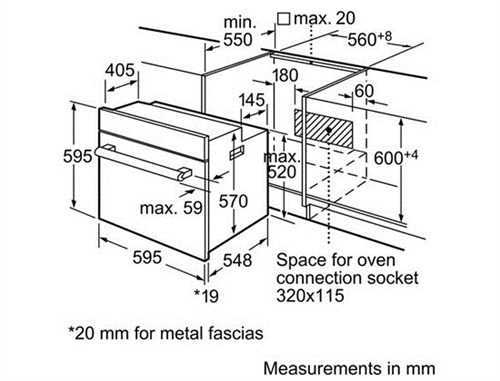 min.
550
□ max. 20
560+8
405
180
60
145
595
max.
520
600+4
max. 59
570
595
548
*19
Space for oven
connection socket
320x115
*20 mm for metal fascias
Measurements in mm